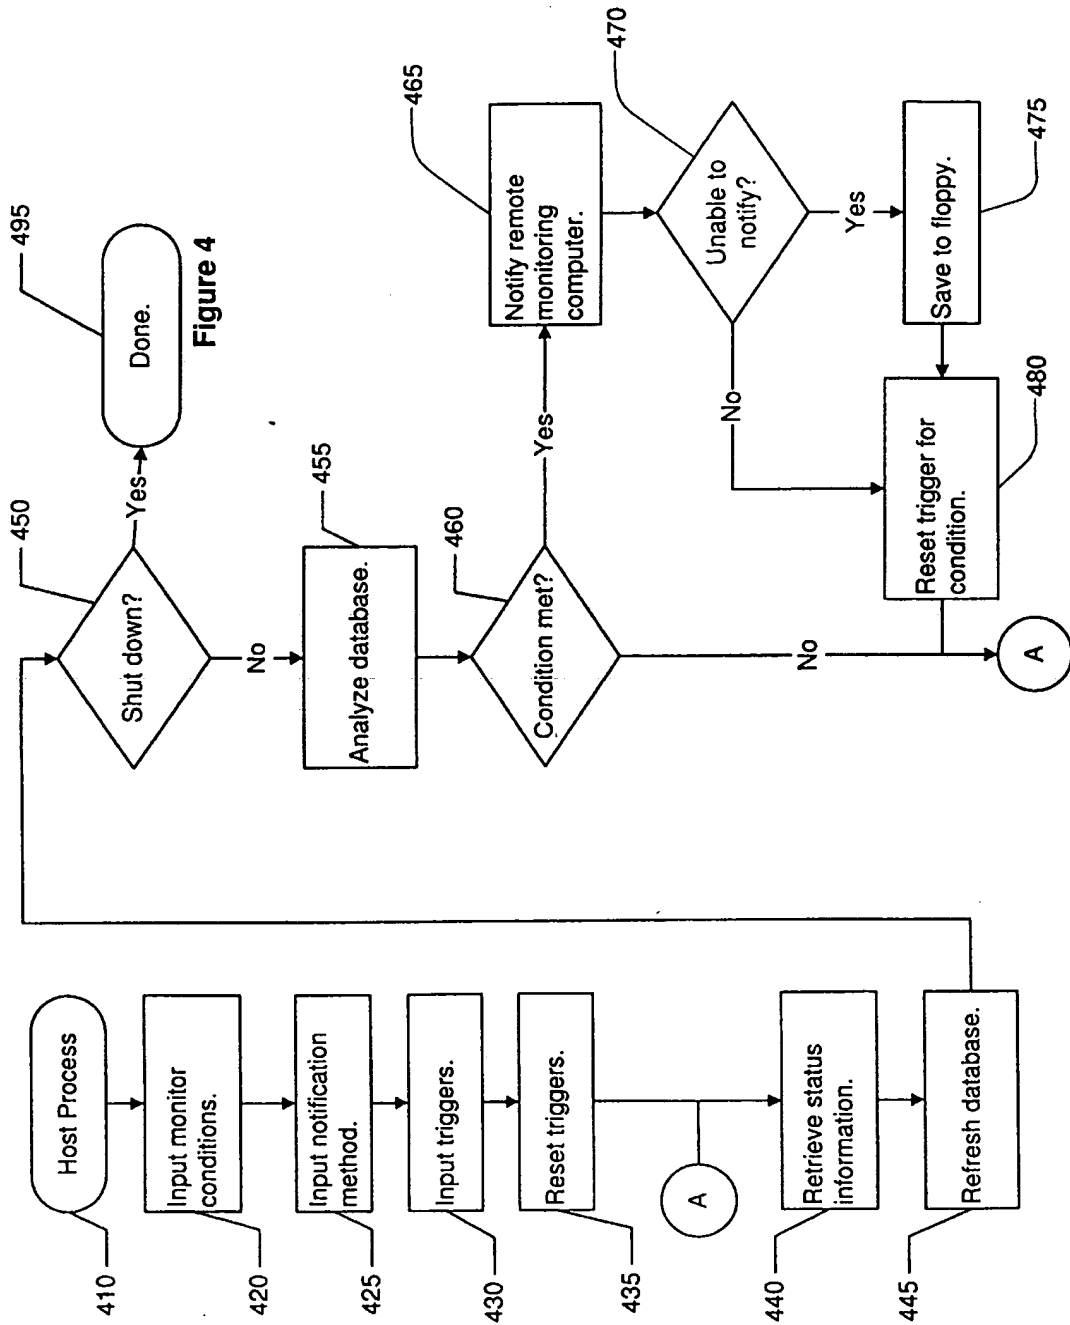 Host Process
410
Input monitor
conditions.
420
Input notification
method.
425
Input triggers.
430
Reset triggers.
435
A
Retrieve status
information.
440
Refresh database.
445
Shut down?
450
Yes
Done.
495
Figure 4
No
Analyze database.
455
Condition met?
460
Yes
Notify remote
monitoring
computer.
465
Unable to
notify?
470
Yes
Save to floppy.
475
No
Reset trigger for
condition.
480
No
A